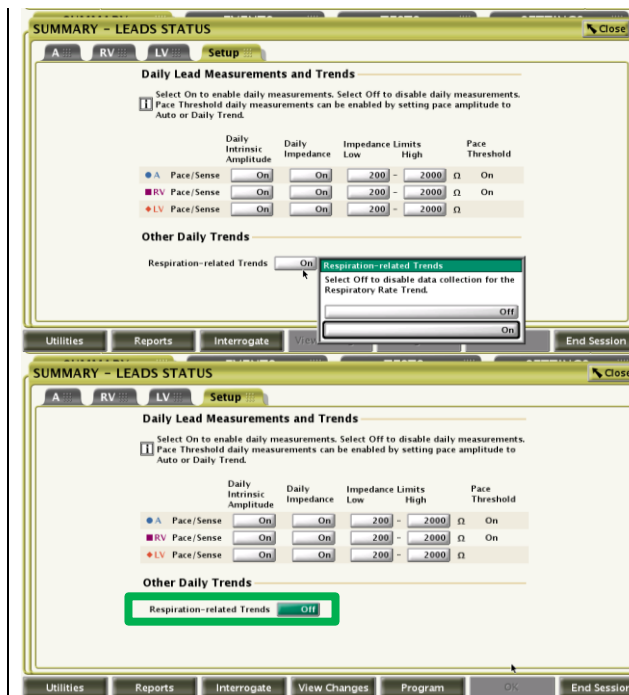 SUMMARY - LEADS STATUS
Close
A RV LV Setup
Daily Lead Measurements and Trends
Select On to enable daily measurements. Select Off to disable daily measurements.
i Pace Threshold daily measurements can be enabled by setting pace amplitude to
Auto or Daily Trend.
Daily
Intrinsic
Amplitude
Daily
Impedance
Impedance Limits
Low High
Pace
Threshold
A Pace/Sense On On 200 - 2000 Ω On
RV Pace/Sense On On 200 - 2000 Ω On
LV Pace/Sense On On 200 - 2000 Ω
Other Daily Trends
Respiration-related Trends On
Respiration-related Trends
Select Off to disable data collection for the
Respiratory Rate Trend.
Off
On
Utilities Reports Interrogate View End Session
SUMMARY - LEADS STATUS
Close
A RV LV Setup
Daily Lead Measurements and Trends
Select On to enable daily measurements. Select Off to disable daily measurements.
i Pace Threshold daily measurements can be enabled by setting pace amplitude to
Auto or Daily Trend.
Daily
Intrinsic
Amplitude
Daily
Impedance
Impedance Limits
Low High
Pace
Threshold
A Pace/Sense On On 200 - 2000 Ω On
RV Pace/Sense On On 200 - 2000 Ω On
LV Pace/Sense On On 200 - 2000 Ω
Other Daily Trends
Respiration-related Trends Off
Utilities Reports Interrogate View Changes Program OK End Session